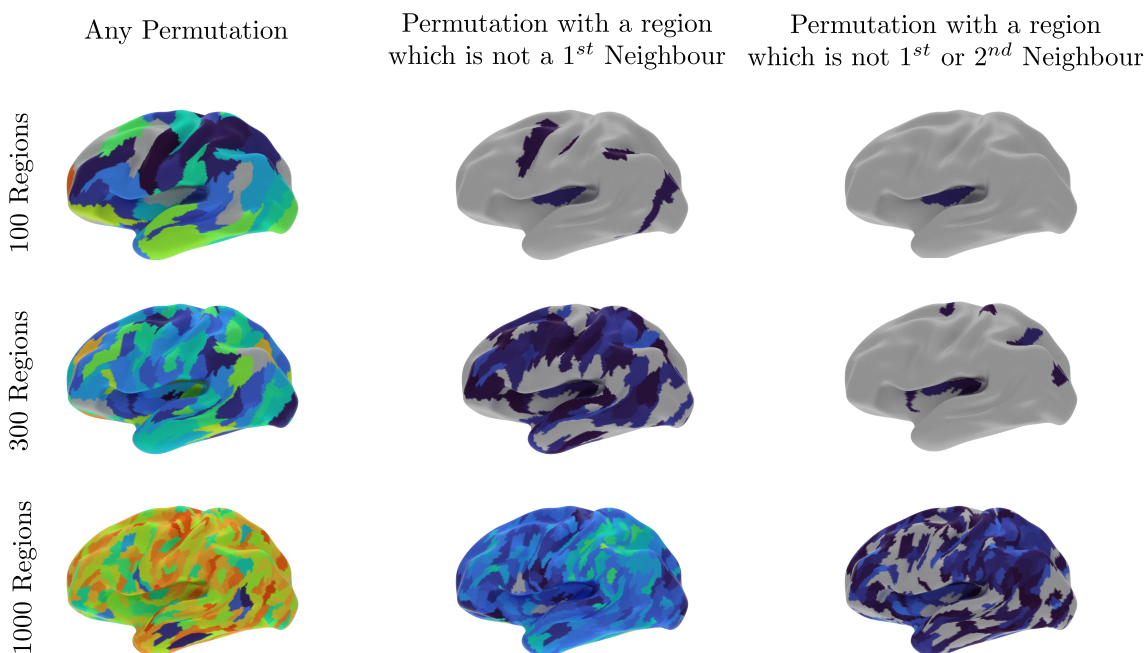 Any Permutation
Permutation with a region
which is not a 1st Neighbour
Permutation with a region
which is not 1st or 2nd Neighbour
100 Regions
300 Regions
1000 Regions